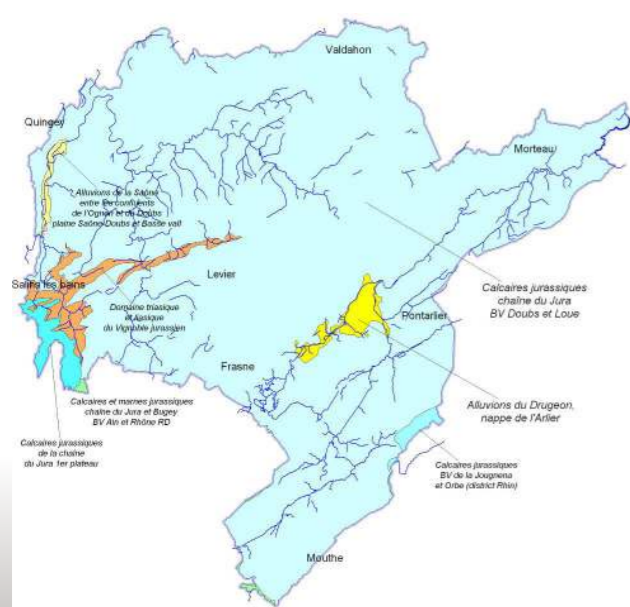 Valdahon
Quingey
Morteau
Alluvions de la Saône
entre les confluents
de l'Ognon et du Doubs
plaine Saône-Doubs et Basse vall
Levier
Salins les bains
Calcaires jurassiques
chaîne du Jura
BV Doubs et Loue
Domaine triasique
et liasique
du Vignoble jurassien
Pontarlier
Frasne
Calcaires et marnes jurassiques
chaîne du Jura et Bugey
BV Ain et Rhône RD
Alluvions du Drugeon,
nappe de l'Arlier
Calcaires jurassiques
de la chaîne
du Jura 1er plateau
Calcaires jurassiques
BV de la Jougnena
et Orbe (district Rhin)
Mouthe